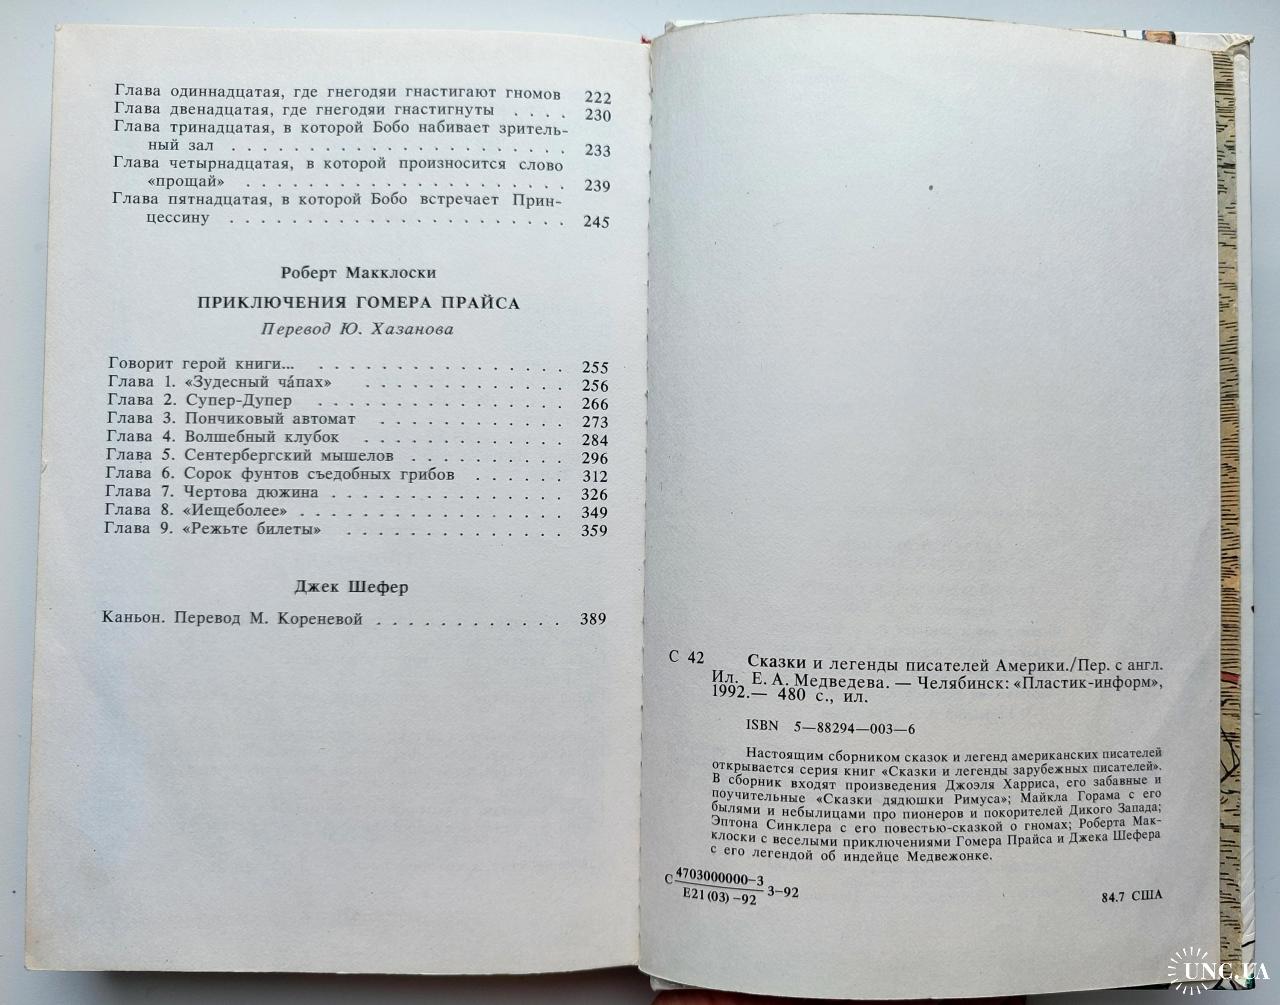 Глава одиннадцатая, где гнегодяи гнастигают гномов 222
Глава двенадцатая, где гнегодяи гнастигнуты . . . . 230
Глава тринадцатая, в которой Бобо набивает зритель-
ный зал . . . . . . . . . . . . . . . . . . . . . . 233
Глава четырнадцатая, в которой произносится слово
«прощай» . . . . . . . . . . . . . . . . . . . . . 239
Глава пятнадцатая, в которой Бобо встречает Прин-
цессину . . . . . . . . . . . . . . . . . . . . . . 245
Роберт Макклоски
ПРИКЛЮЧЕНИЯ ГОМЕРА ПРАЙСА
Перевод Ю. Хазанова
Говорит герой книги... . . . . . . . . . . . . . . . . 255
Глава 1. «Зудесный ча́пах» . . . . . . . . . . . . . 256
Глава 2. Супер-Дупер . . . . . . . . . . . . . . . . 266
Глава 3. Пончиковый автомат . . . . . . . . . . . . 273
Глава 4. Волшебный клубок . . . . . . . . . . . . . 284
Глава 5. Сентербергский мышелов . . . . . . . . . . 296
Глава 6. Сорок фунтов съедобных грибов . . . . . . 312
Глава 7. Чертова дюжина . . . . . . . . . . . . . . . 326
Глава 8. «Иещеболее» . . . . . . . . . . . . . . . . . 349
Глава 9. «Режьте билеты» . . . . . . . . . . . . . . 359
Джек Шефер
Каньон. Перевод М. Кореневой . . . . . . . . . . . . 389
С 42 Сказки и легенды писателей Америки./Пер. с англ.
Ил. Е. А. Медведева. — Челябинск: «Пластик-информ»,
1992.— 480 с., ил.
ISBN 5—88294—003—6
Настоящим сборником сказок и легенд американских писателей
открывается серия книг «Сказки и легенды зарубежных писателей».
В сборник входят произведения Джоэля Харриса, его забавные и
поучительные «Сказки дядюшки Римуса»; Майкла Горама с его
былями и небылицами про пионеров и покорителей Дикого Запада;
Эптона Синклера с его повестью-сказкой о гномах; Роберта Мак-
клоски с веселыми приключениями Гомера Прайса и Джека Шефера
с его легендой об индейце Медвежонке.
С 4703000000–3 3–92
Е21(03)–92
84.7 США
UNC.UA